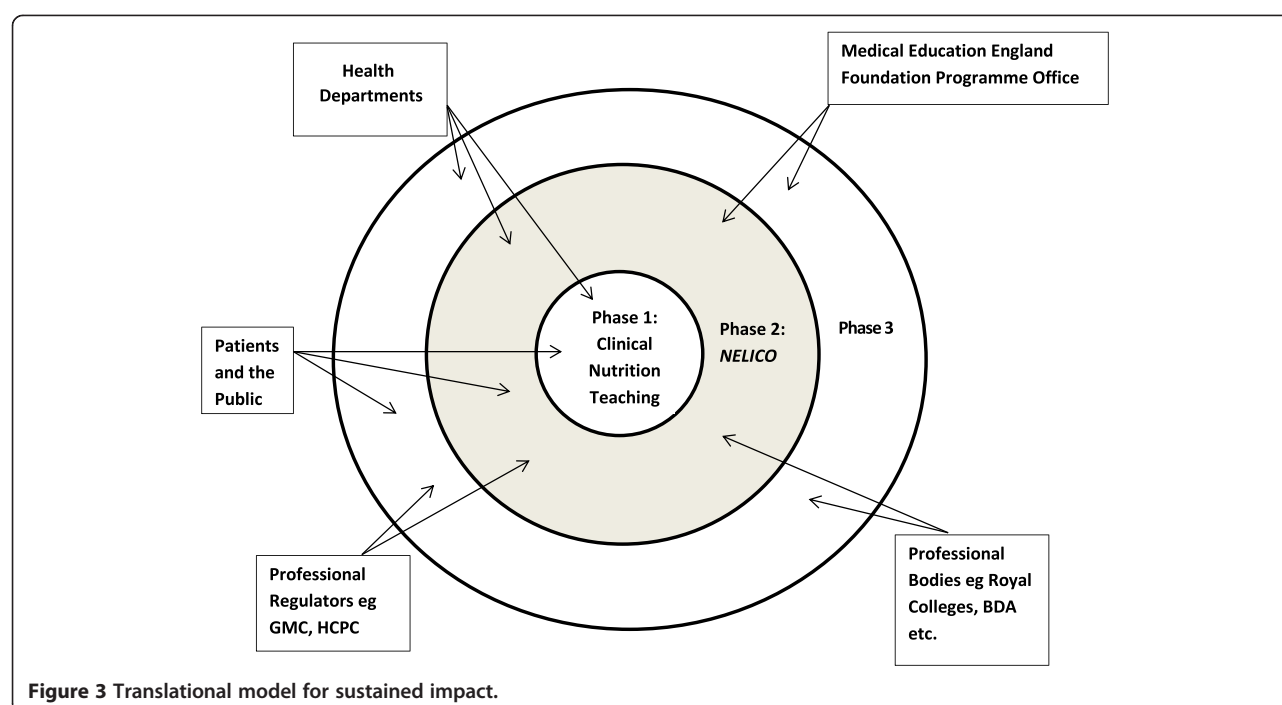 Health
Departments
Medical Education England
Foundation Programme Office
Phase 1:
Clinical
Nutrition
Teaching
Phase 2:
NELICO
Phase 3
Patients
and the
Public
Professional
Regulators eg
GMC, HCPC
Professional
Bodies eg Royal
Colleges, BDA
etc.
Figure 3 Translational model for sustained impact.